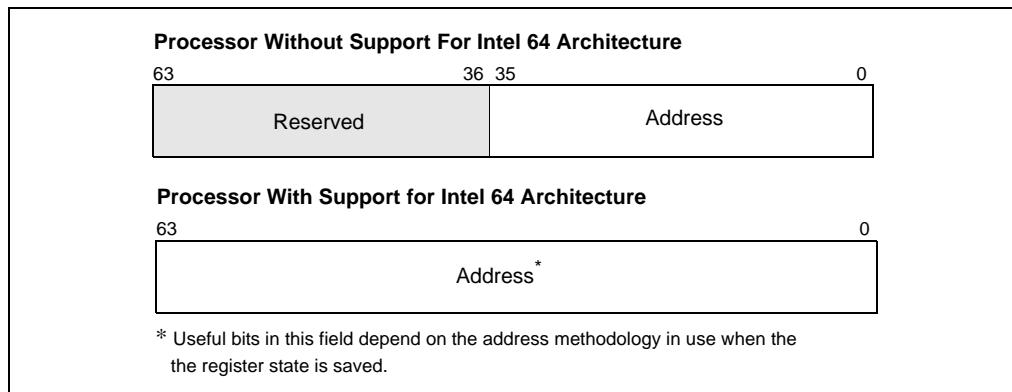 Processor Without Support For Intel 64 Architecture
63 36 35 0
Reserved Address
Processor With Support for Intel 64 Architecture
63 0
Address*
* Useful bits in this field depend on the address methodology in use when the
the register state is saved.